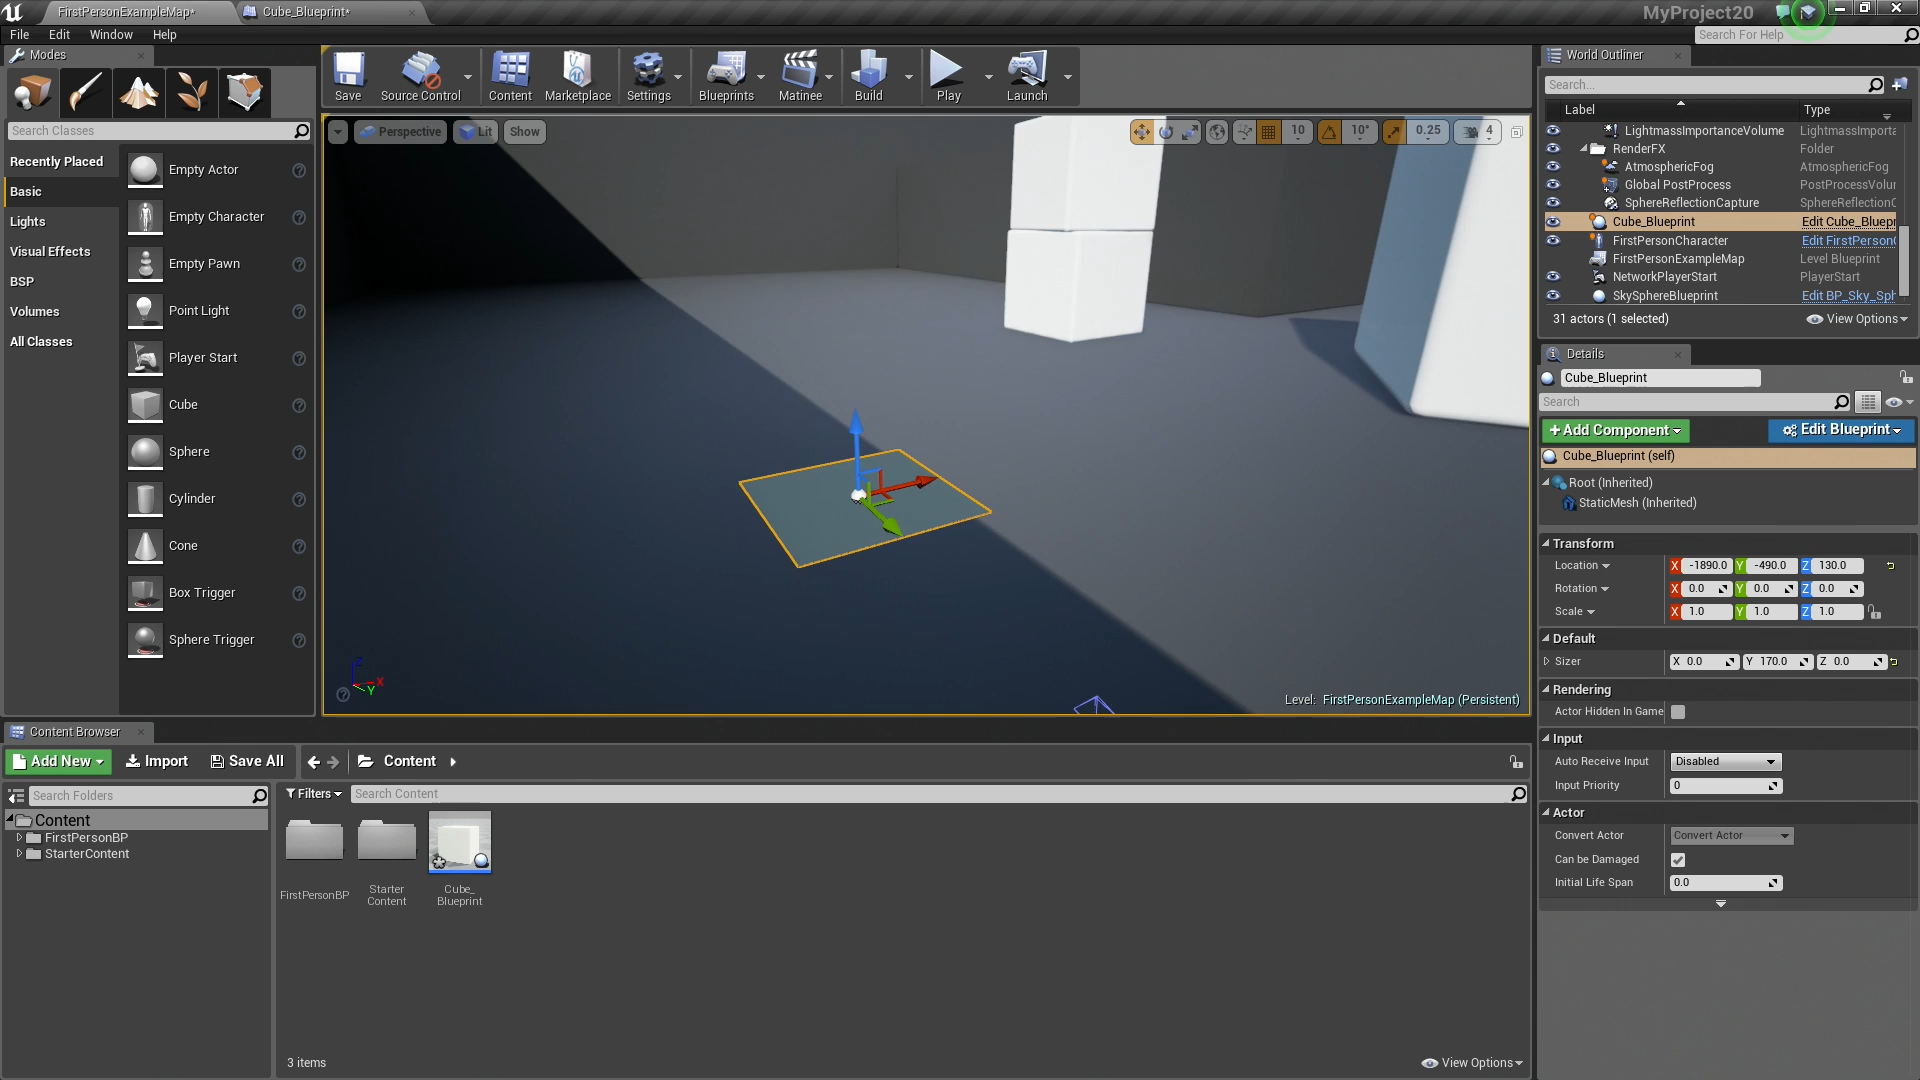 FirstPersonExampleMap*
Cube_Blueprint*
MyProject20
File Edit Window Help
Search For Help
Modes
Search Classes
Recently Placed
Basic
Lights
Visual Effects
BSP
Volumes
All Classes
Empty Actor
Empty Character
Empty Pawn
Point Light
Player Start
Cube
Sphere
Cylinder
Cone
Box Trigger
Sphere Trigger
Save
Source Control
Content
Marketplace
Settings
Blueprints
Matinee
Build
Play
Launch
Perspective
Lit
Show
10
10°
0.25
4
Level: FirstPersonExampleMap (Persistent)
World Outliner
Search...
Label Type
LightmassImportanceVolume LightmassImporta
RenderFX Folder
AtmosphericFog AtmosphericFog
Global PostProcess PostProcessVolur
SphereReflectionCapture SphereReflectionC
Cube_Blueprint Edit Cube_Bluepr
FirstPersonCharacter Edit FirstPersonC
FirstPersonExampleMap Level Blueprint
NetworkPlayerStart PlayerStart
SkySphereBlueprint Edit BP_Sky_Sph
31 actors (1 selected)
View Options
Details
Cube_Blueprint
Search
+Add Component
Edit Blueprint
Cube_Blueprint (self)
Root (Inherited)
StaticMesh (Inherited)
Transform
Location X -1890.0 Y -490.0 Z 130.0
Rotation X 0.0 Y 0.0 Z 0.0
Scale X 1.0 Y 1.0 Z 1.0
Default
Sizer X 0.0 Y 170.0 Z 0.0
Rendering
Actor Hidden In Game
Input
Auto Receive Input Disabled
Input Priority 0
Actor
Convert Actor Convert Actor
Can be Damaged
Initial Life Span 0.0
Content Browser
Add New
Import
Save All
Content
Search Folders
Filters
Search Content
Content
FirstPersonBP
StarterContent
FirstPersonBP
Starter
Content
Cube_
Blueprint
3 items
View Options
Z
X
Y